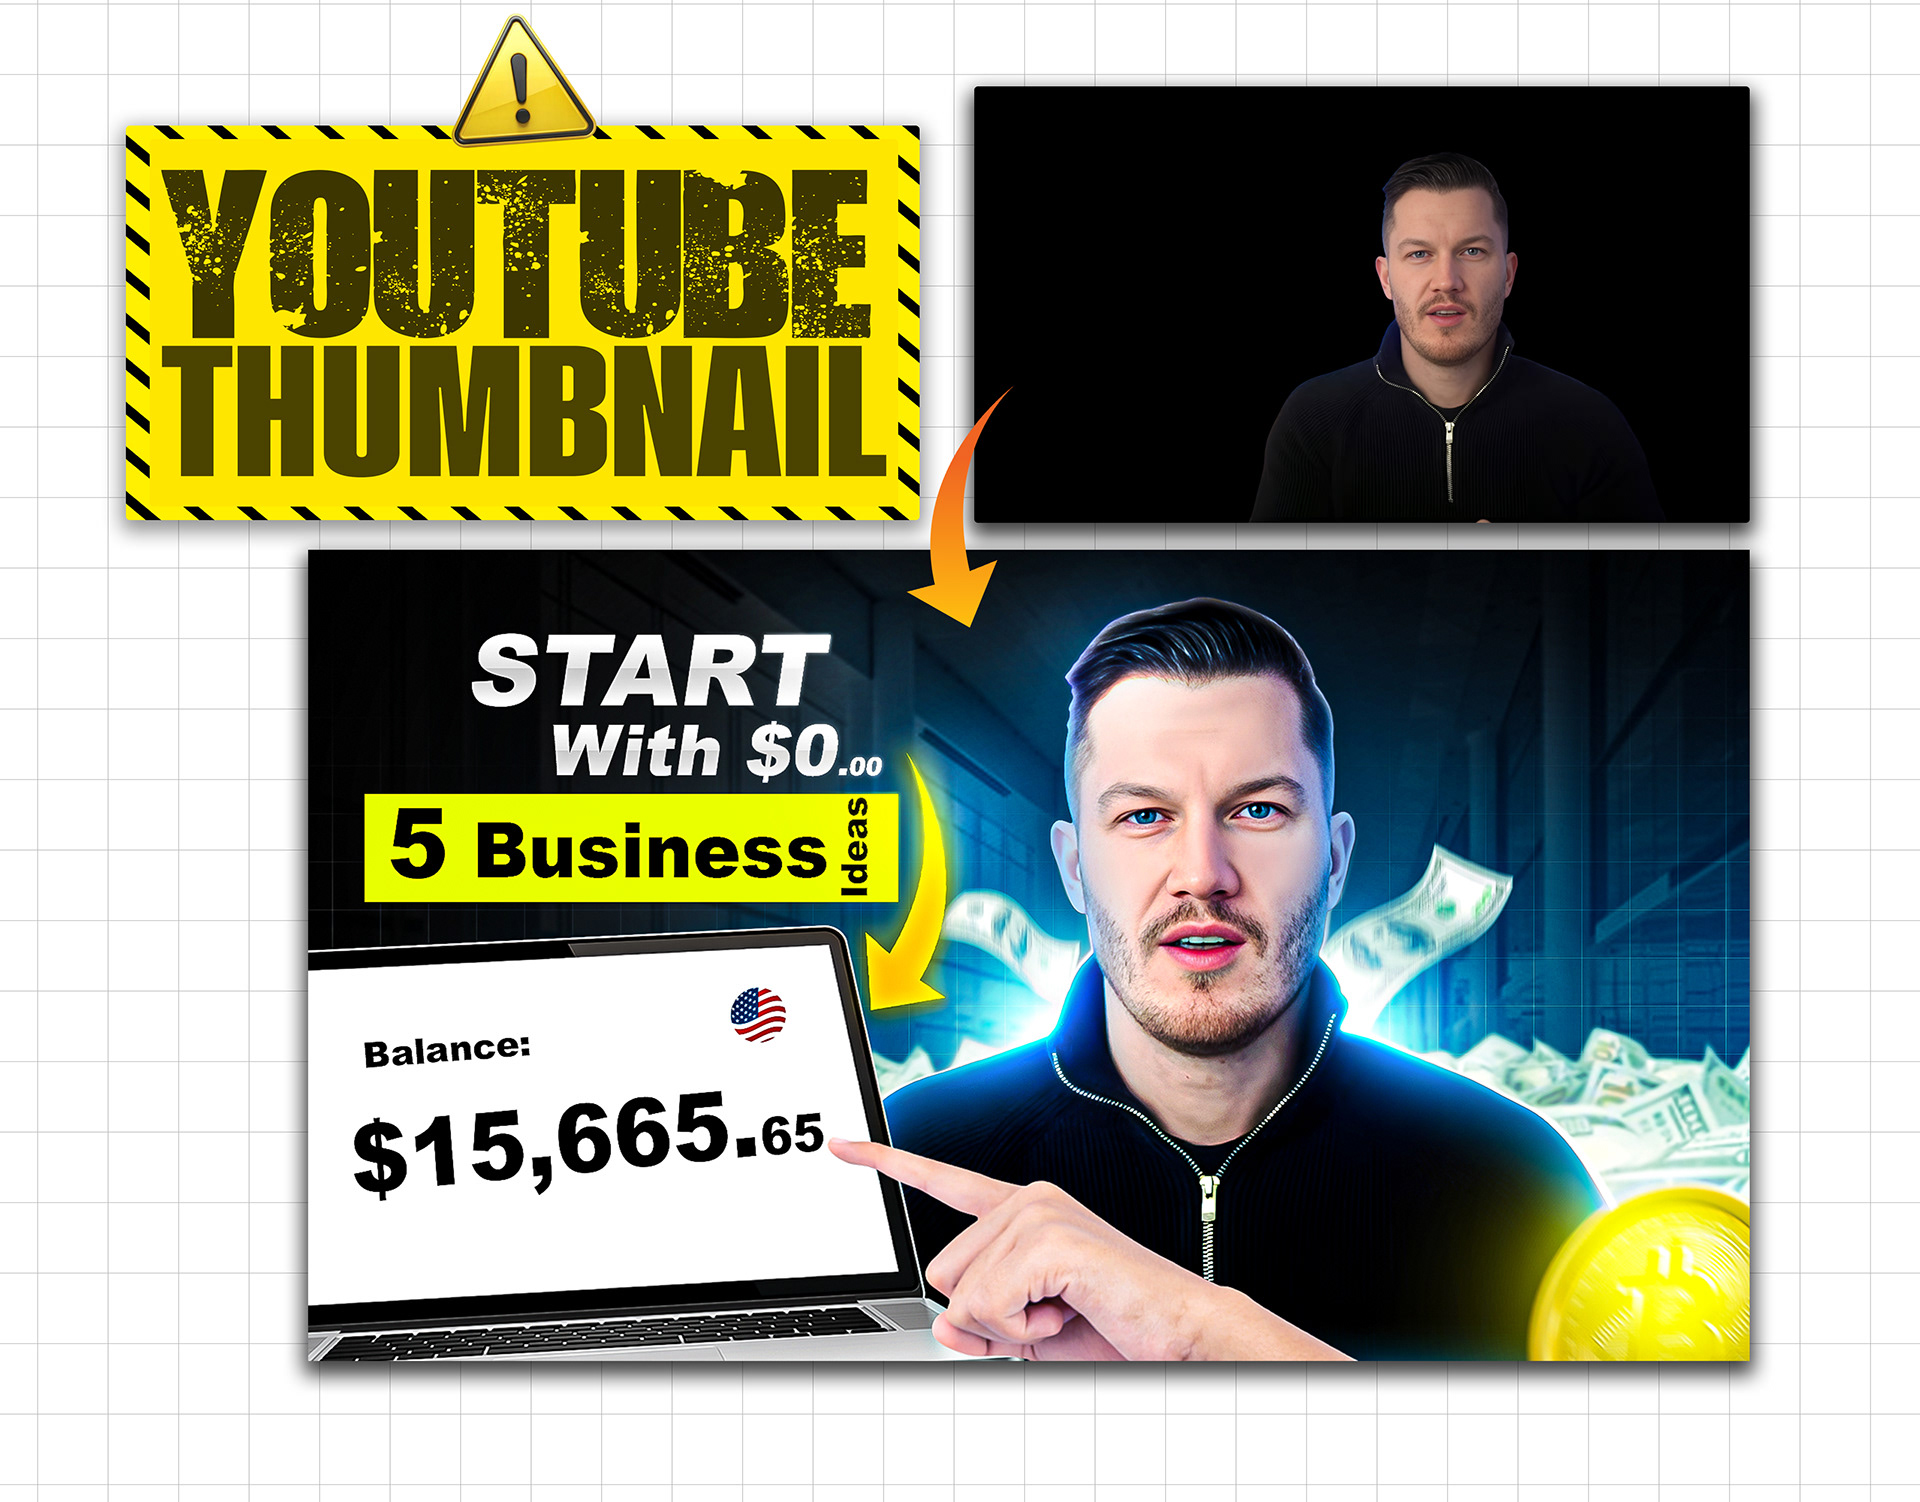 YOUTUBE
THUMBNAIL
START
With $0.00
5 Business Ideas
Balance:
$15,665.65